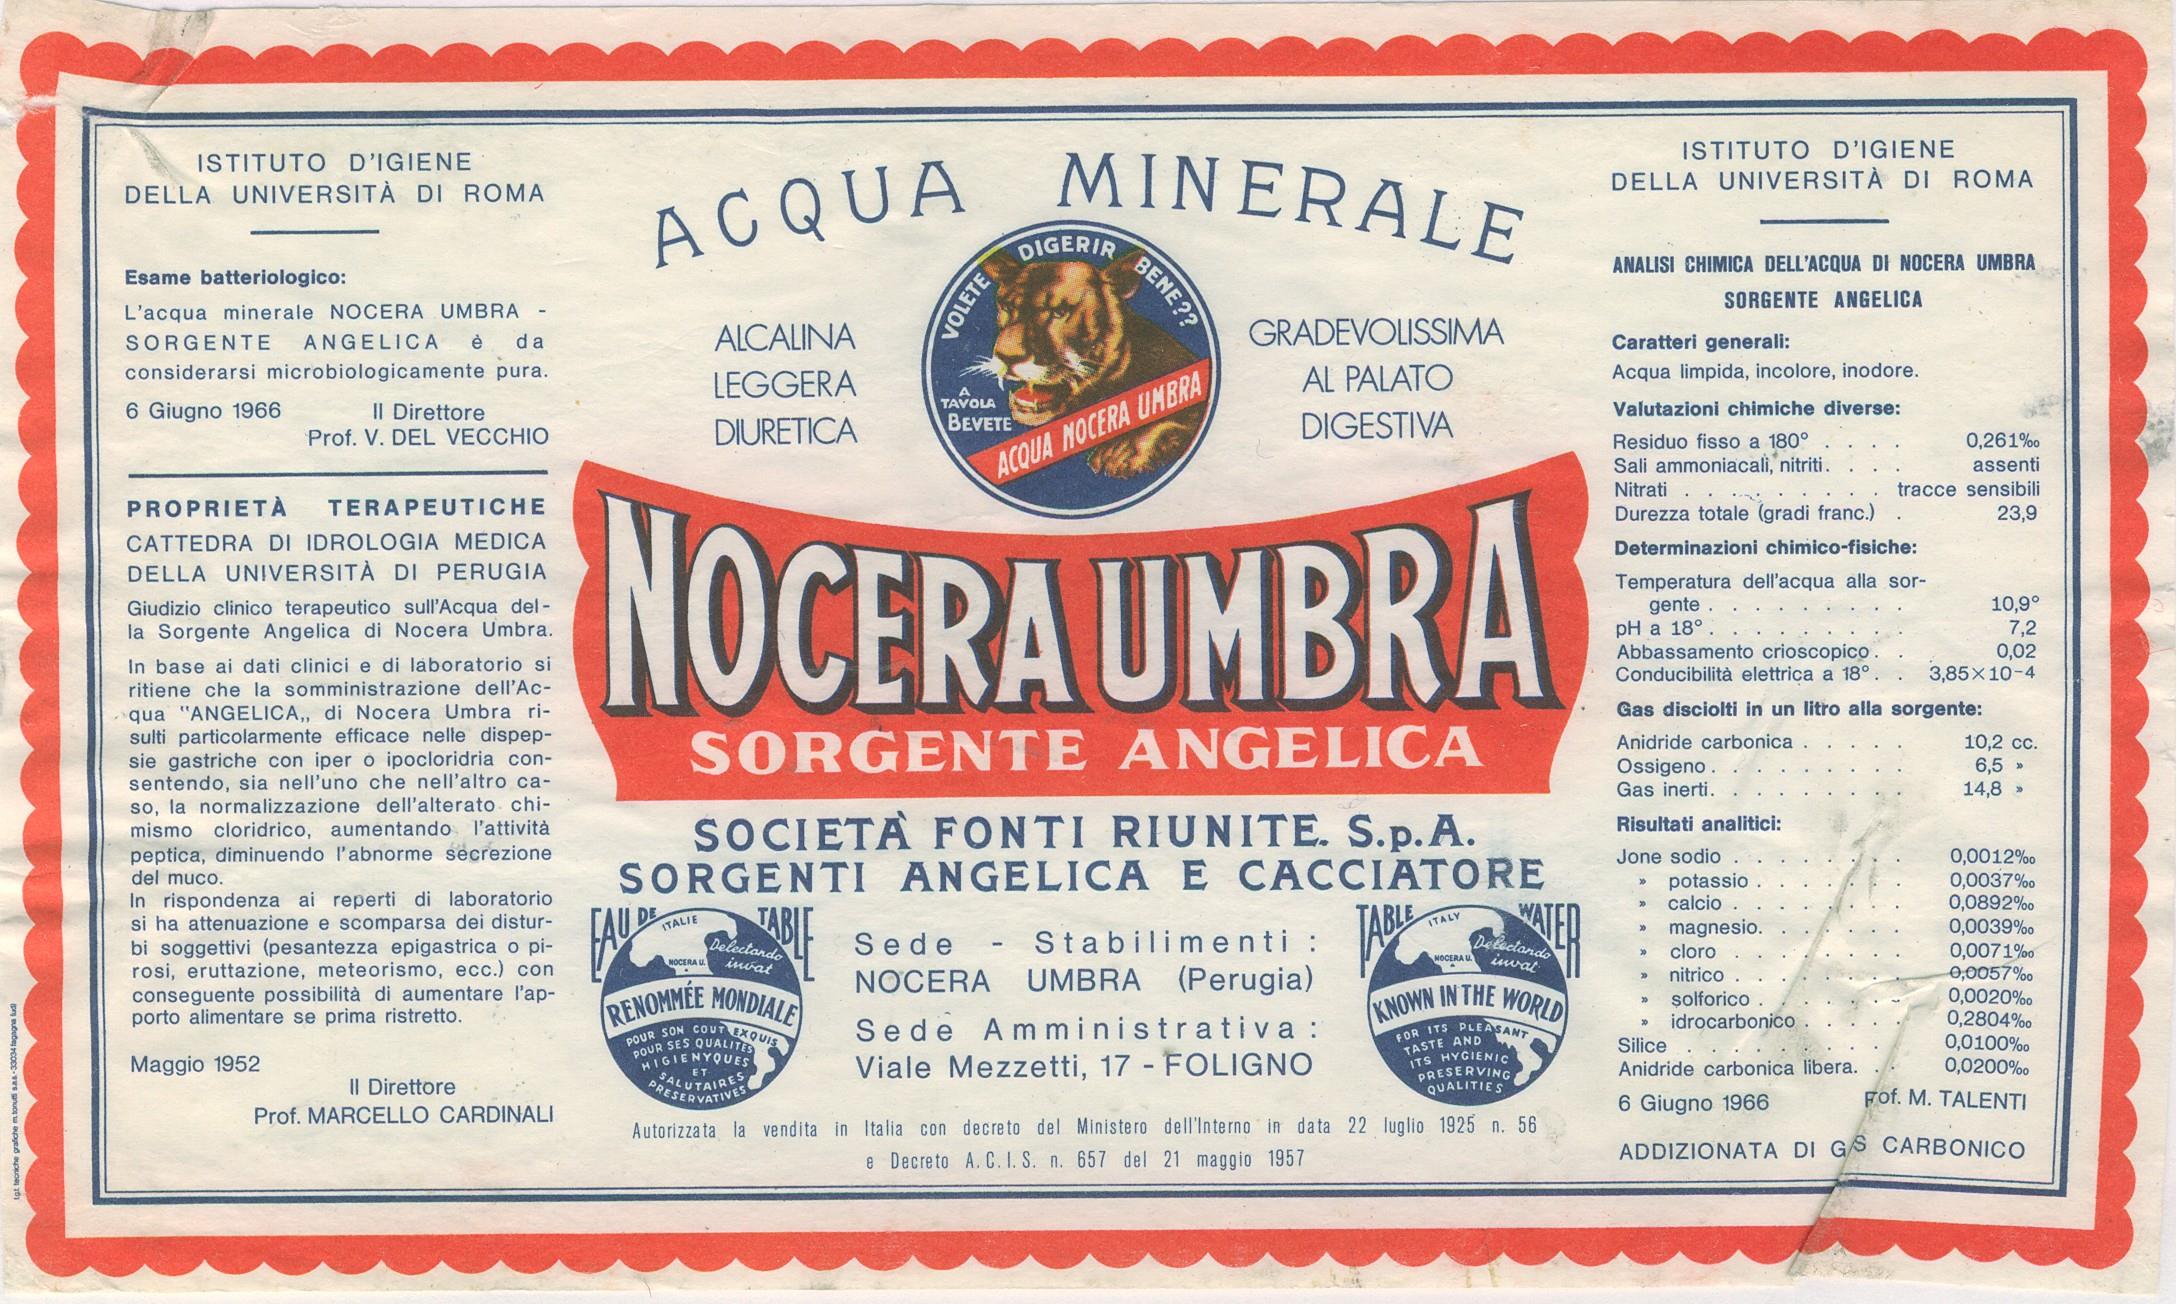 ISTITUTO D'IGIENE
DELLA UNIVERSITÀ DI ROMA
Esame batteriologico:
L'acqua minerale NOCERA UMBRA -
SORGENTE ANGELICA è da
considerarsi microbiologicamente pura.
6 Giugno 1966 Il Direttore
Prof. V. DEL VECCHIO
PROPRIETÀ TERAPEUTICHE
CATTEDRA DI IDROLOGIA MEDICA
DELLA UNIVERSITÀ DI PERUGIA
Giudizio clinico terapeutico sull'Acqua del-
la Sorgente Angelica di Nocera Umbra.
In base ai dati clinici e di laboratorio si
ritiene che la somministrazione dell'Ac-
qua "ANGELICA„ di Nocera Umbra ri-
sulti particolarmente efficace nelle dispep-
sie gastriche con iper o ipocloridria con-
sentendo, sia nell'uno che nell'altro ca-
so, la normalizzazione dell'alterato chi-
mismo cloridrico, aumentando l'attività
peptica, diminuendo l'abnorme secrezione
del muco.
In rispondenza ai reperti di laboratorio
si ha attenuazione e scomparsa dei distur-
bi soggettivi (pesantezza epigastrica o pi-
rosi, eruttazione, meteorismo, ecc.) con
conseguente possibilità di aumentare l'ap-
porto alimentare se prima ristretto.
Maggio 1952
Il Direttore
Prof. MARCELLO CARDINALI
ACQUA MINERALE
ALCALINA
LEGGERA
DIURETICA
VOLETE DIGERIR BENE??
A
TAVOLA
BEVETE
ACQUA NOCERA UMBRA
GRADEVOLISSIMA
AL PALATO
DIGESTIVA
NOCERA UMBRA
SORGENTE ANGELICA
SOCIETÀ FONTI RIUNITE. S.p.A.
SORGENTI ANGELICA E CACCIATORE
EAU DE TABLE
ITALIE
Delectando
iuvat
NOCERA U.
RENOMMÉE MONDIALE
POUR SON GOUT EXQUIS
POUR SES QUALITES
HIGIENYQUES
ET
SALUTAIRES
PRESERVATIVES
Sede - Stabilimenti:
NOCERA UMBRA (Perugia)
Sede Amministrativa:
Viale Mezzetti, 17 - FOLIGNO
TABLE WATER
ITALY
Delectando
iuvat
NOCERA U.
KNOWN IN THE WORLD
FOR ITS PLEASANT
TASTE AND
ITS HYGIENIC
PRESERVING
QUALITIES
Autorizzata la vendita in Italia con decreto del Ministero dell'Interno in data 22 luglio 1925 n. 56
e Decreto A.C.I.S. n. 657 del 21 maggio 1957
ISTITUTO D'IGIENE
DELLA UNIVERSITÀ DI ROMA
ANALISI CHIMICA DELL'ACQUA DI NOCERA UMBRA
SORGENTE ANGELICA
Caratteri generali:
Acqua limpida, incolore, inodore.
Valutazioni chimiche diverse:
Residuo fisso a 180° . . . . 0,261‰
Sali ammoniacali, nitriti. . . . assenti
Nitrati . . . . . . . . . tracce sensibili
Durezza totale (gradi franc.) . 23,9
Determinazioni chimico-fisiche:
Temperatura dell'acqua alla sor-
gente . . . . . . . . . 10,9°
pH a 18° . . . . . . . . . 7,2
Abbassamento crioscopico . . 0,02
Conducibilità elettrica a 18° . . 3,85×10-4
Gas disciolti in un litro alla sorgente:
Anidride carbonica . . . . . 10,2 cc.
Ossigeno . . . . . . . . . 6,5 »
Gas inerti. . . . . . . . . 14,8 »
Risultati analitici:
Jone sodio . . . . . . . . 0,0012‰
» potassio . . . . . . . 0,0037‰
» calcio . . . . . . . . 0,0892‰
» magnesio. . . . . . . 0,0039‰
» cloro . . . . . . . . 0,0071‰
» nitrico . . . . . . . . 0,0057‰
» solforico . . . . . . . 0,0020‰
» idrocarbonico . . . . . 0,2804‰
Silice . . . . . . . . . . 0,0100‰
Anidride carbonica libera. . . 0,0200‰
6 Giugno 1966 M. TALENTI
ADDIZIONATA DI CARBONICO
t.g.f. tecniche grafiche m. tonutti s.a.s. - 33034 fagagna (ud)